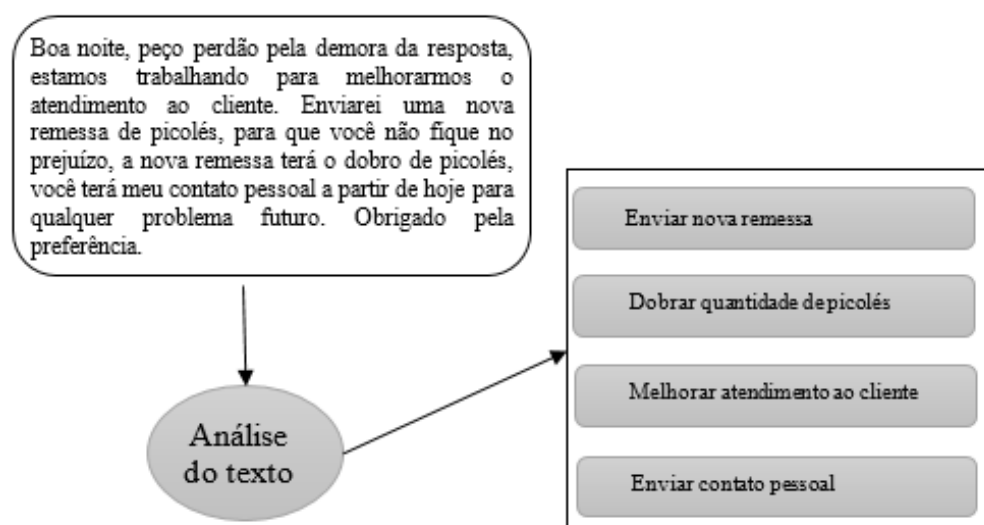 Boa noite, peço perdão pela demora da resposta,
estamos trabalhando para melhorarmos o
atendimento ao cliente. Enviarei uma nova
remessa de picolés, para que você não fique no
prejuízo, a nova remessa terá o dobro de picolés,
você terá meu contato pessoal a partir de hoje para
qualquer problema futuro. Obrigado pela
preferência.
Análise
do texto
Enviar nova remessa
Dobrar quantidade de picolés
Melhorar atendimento ao cliente
Enviar contato pessoal